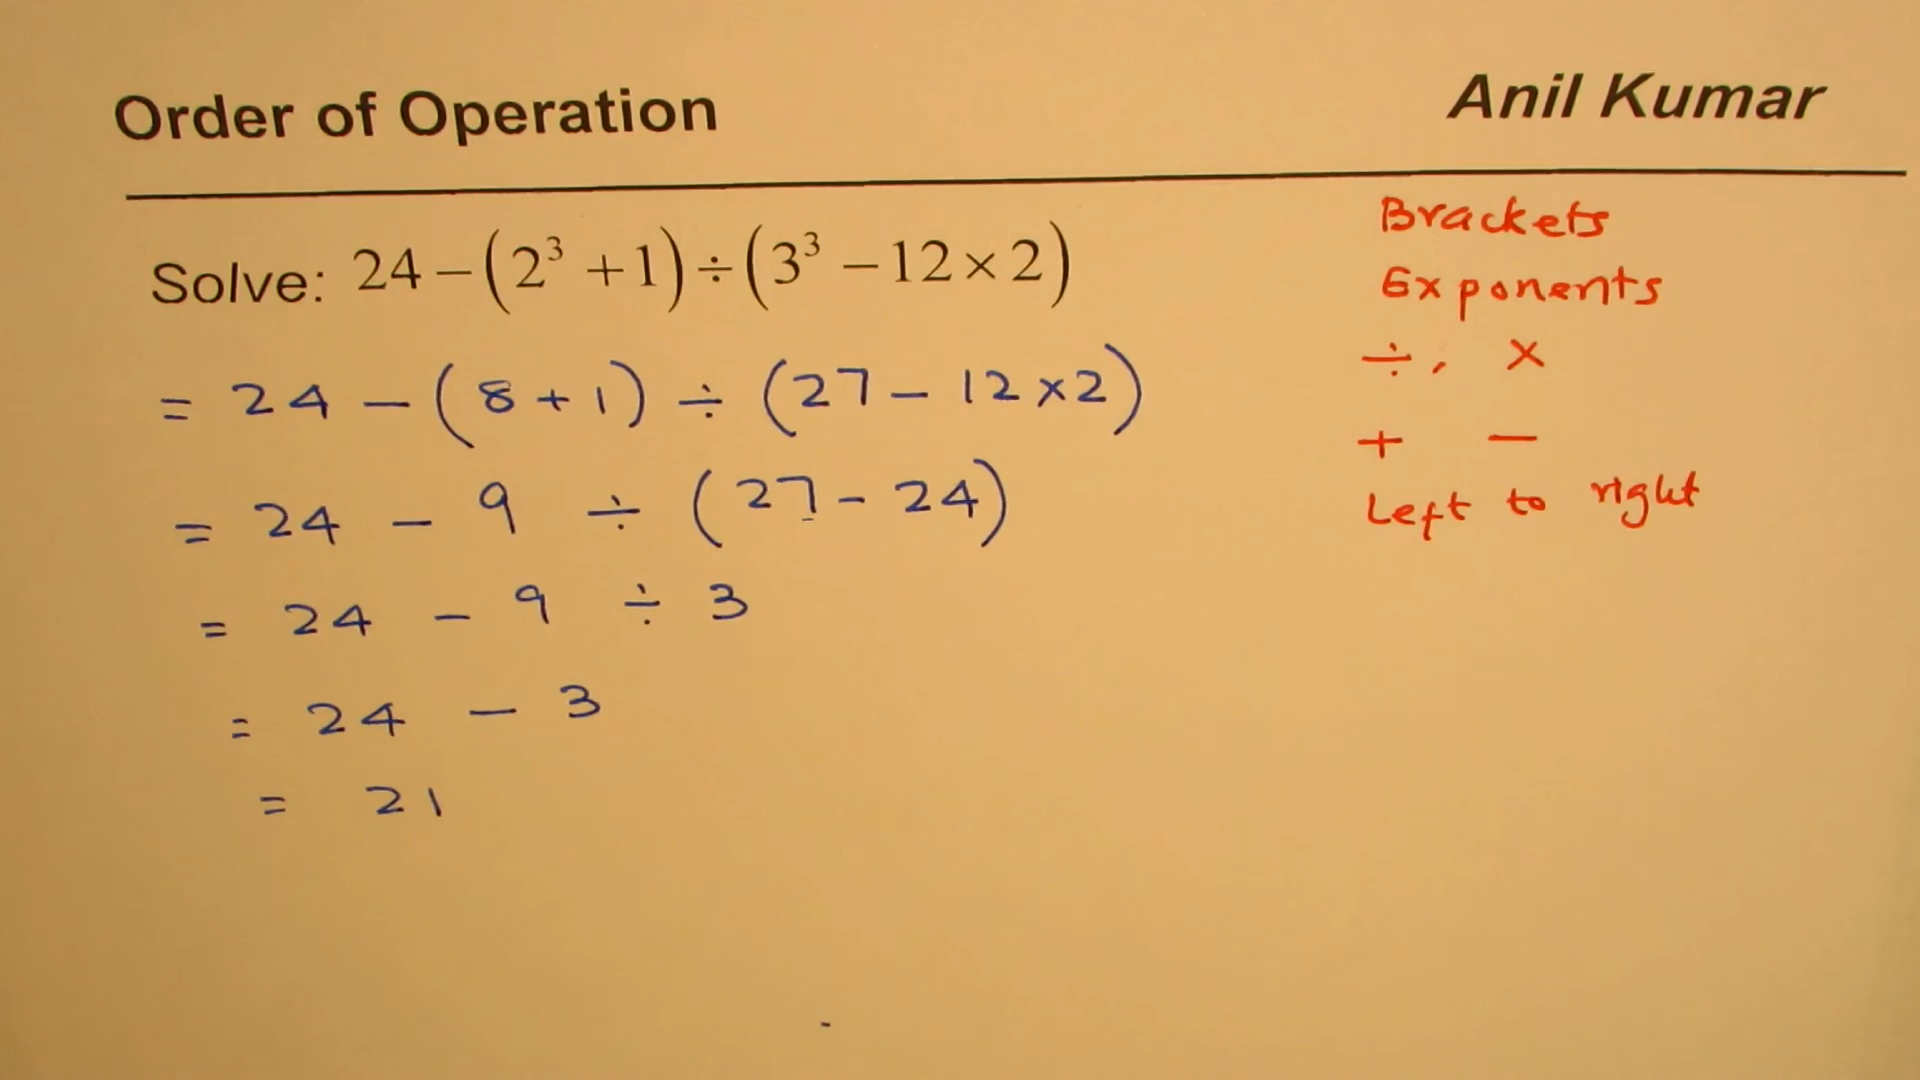 Order of Operation
Anil Kumar
Solve: 24 − (2³ + 1) ÷ (3³ − 12 × 2)
= 24 − (8 + 1) ÷ (27 − 12 × 2)
= 24 − 9 ÷ (27 − 24)
= 24 − 9 ÷ 3
= 24 − 3
= 21
Brackets
Exponents
÷, ×
+ −
Left to right